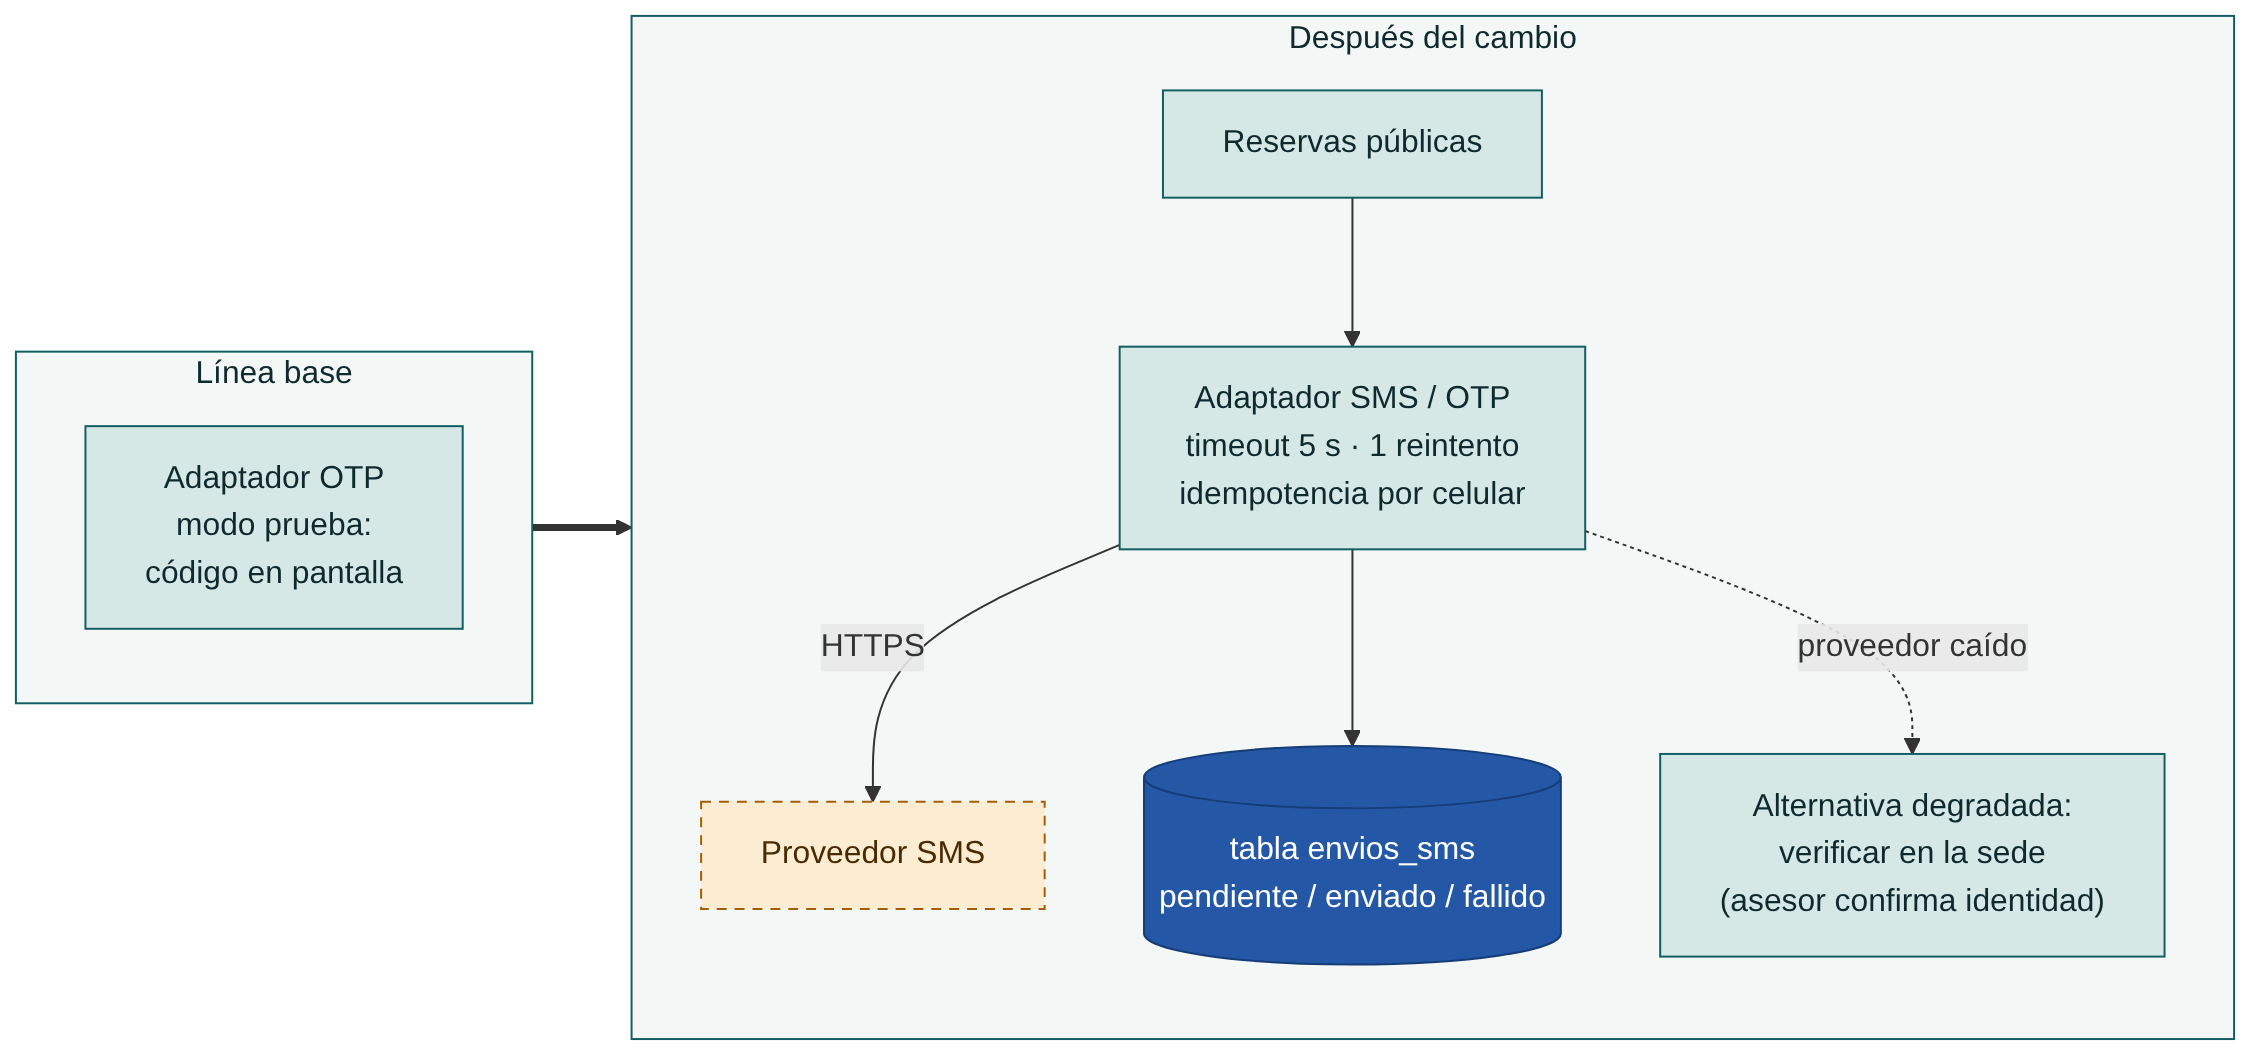 Después del cambio
Reservas públicas
Línea base
Adaptador OTP
modo prueba:
código en pantalla
Adaptador SMS / OTP
timeout 5 s · 1 reintento
idempotencia por celular
HTTPS
proveedor caído
Proveedor SMS
tabla envios_sms
pendiente / enviado / fallido
Alternativa degradada:
verificar en la sede
(asesor confirma identidad)